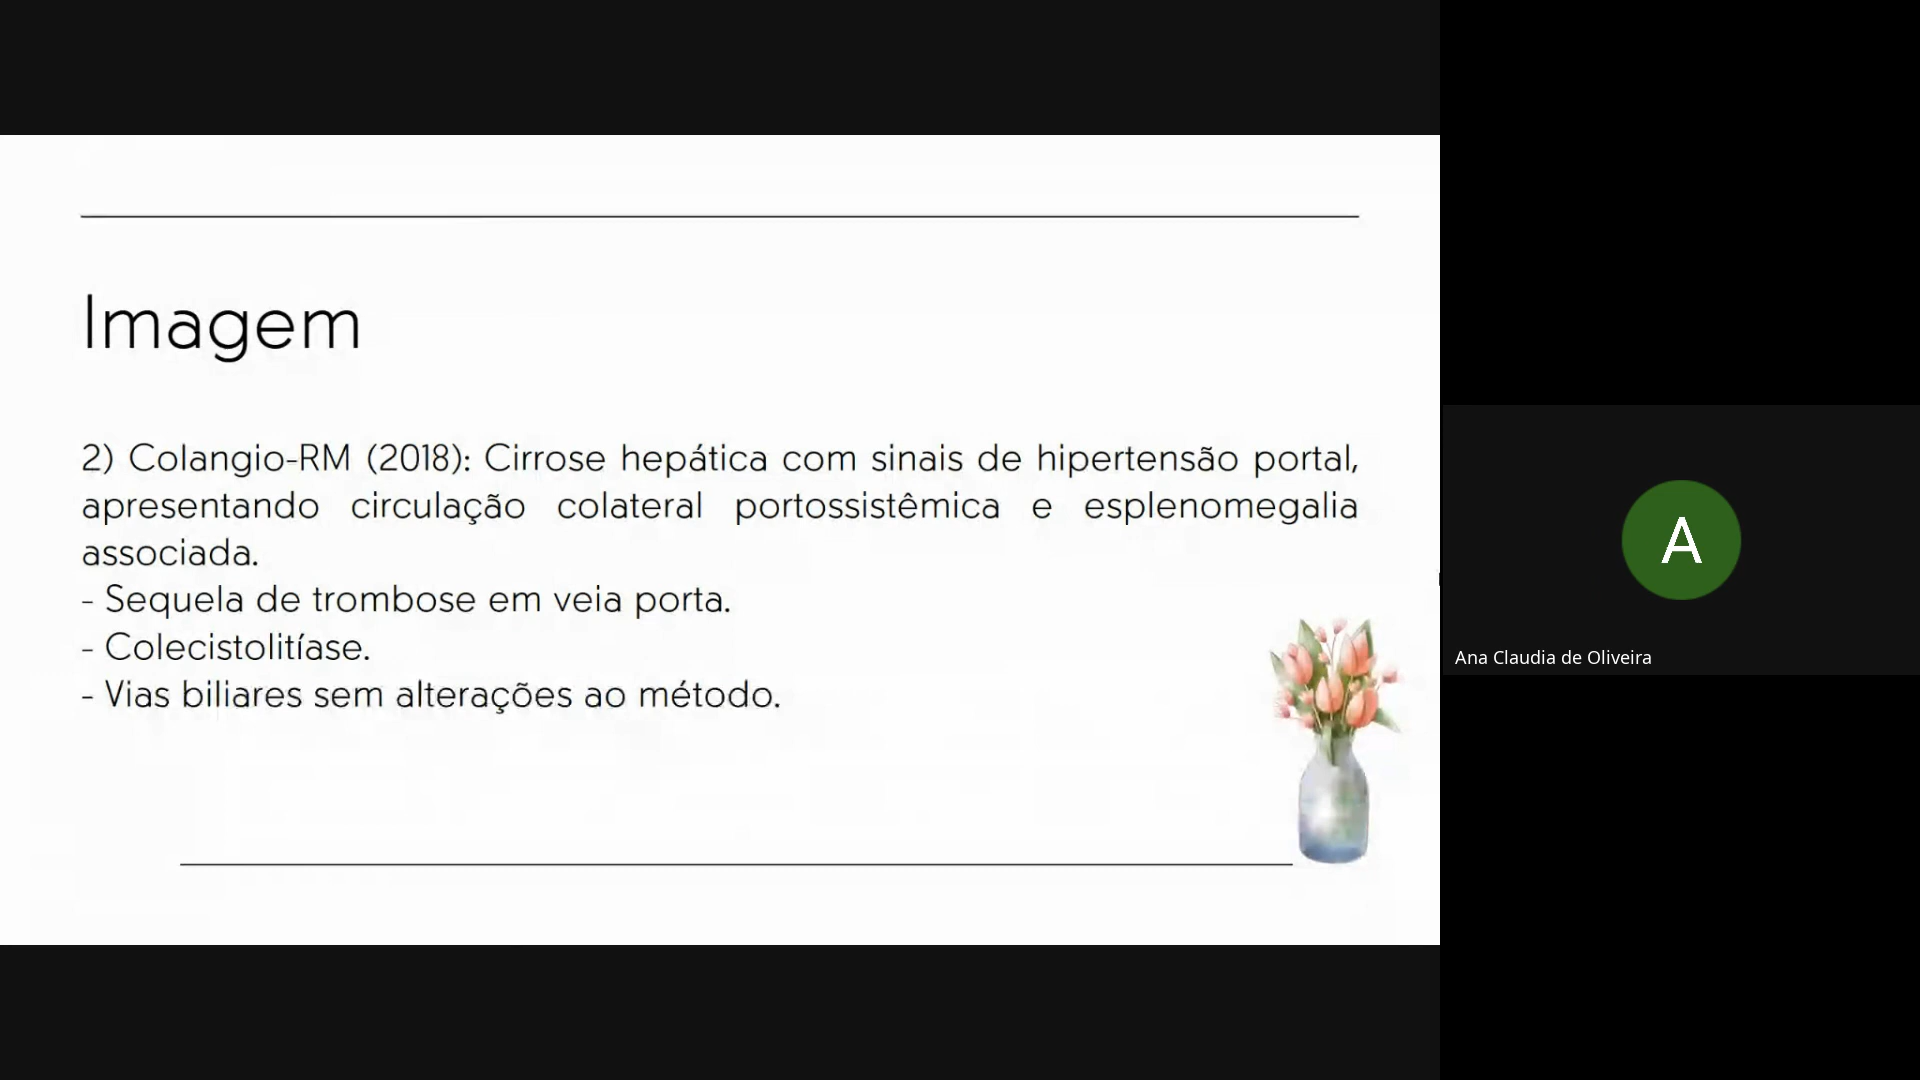 Imagem
2) Colangio-RM (2018): Cirrose hepática com sinais de hipertensão portal,
apresentando circulação colateral portossistêmica e esplenomegalia
associada.
- Sequela de trombose em veia porta.
- Colecistolitíase.
- Vias biliares sem alterações ao método.
A
Ana Claudia de Oliveira